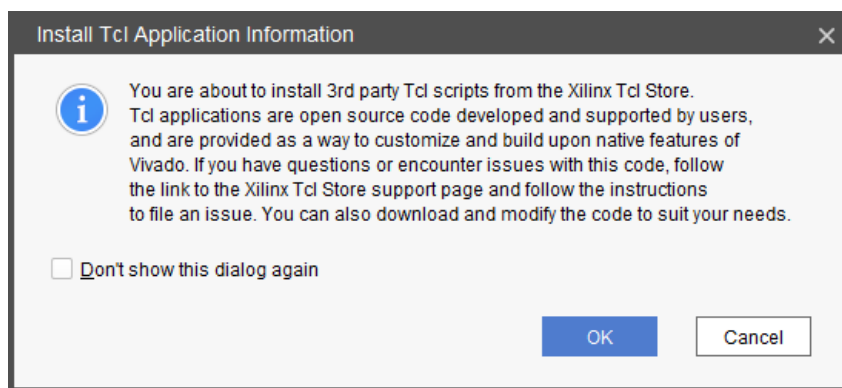 Install Tcl Application Information
You are about to install 3rd party Tcl scripts from the Xilinx Tcl Store.
Tcl applications are open source code developed and supported by users,
and are provided as a way to customize and build upon native features of
Vivado. If you have questions or encounter issues with this code, follow
the link to the Xilinx Tcl Store support page and follow the instructions
to file an issue. You can also download and modify the code to suit your needs.
Don't show this dialog again
OK Cancel